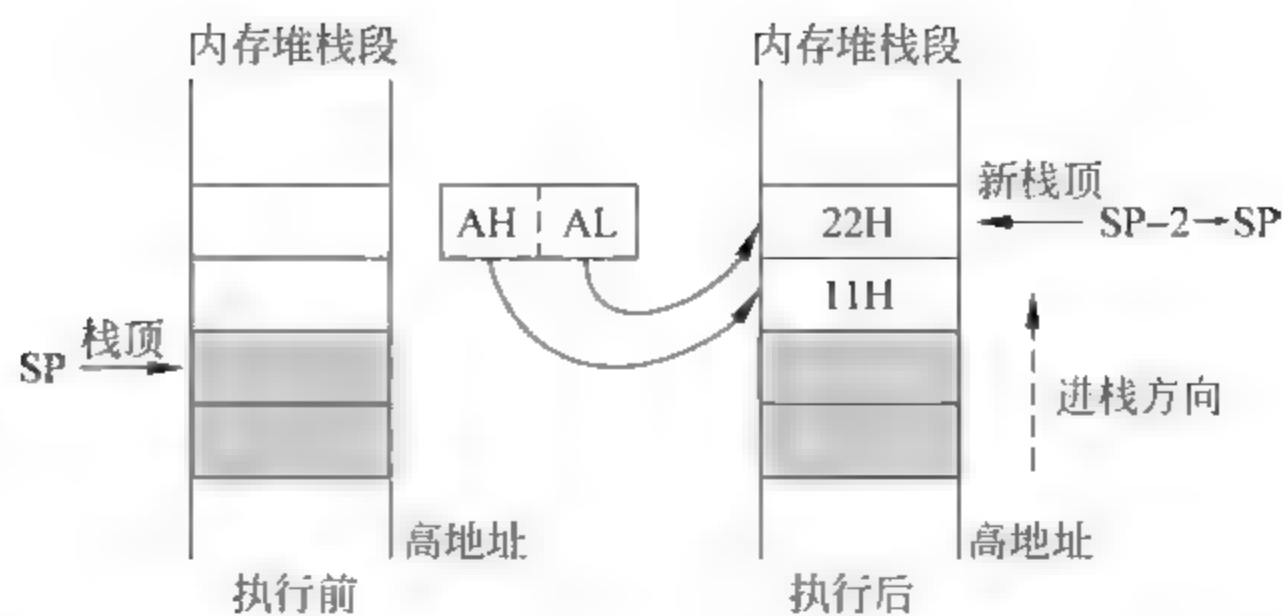 内存堆栈段
内存堆栈段
AH
AL
22H
新栈顶
SP-2→SP
11H
栈顶
SP
进栈方向
高地址
高地址
执行前
执行后